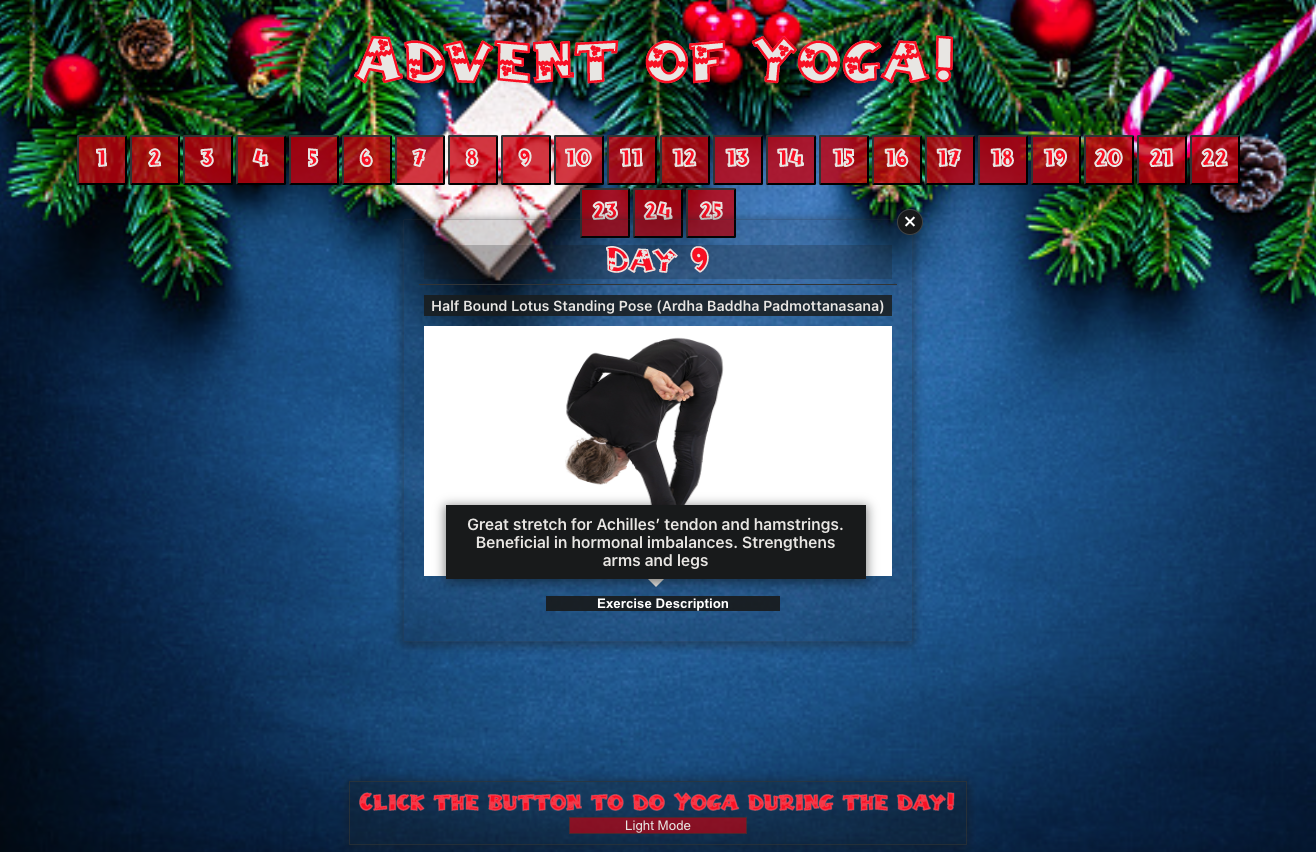 ADVENT OF YOGA!
1 2 3 4 5 6 7 8 9 10 11 12 13 14 15 16 17 18 19 20 21 22
23 24 25
×
DAY 9
Half Bound Lotus Standing Pose (Ardha Baddha Padmottanasana)
Great stretch for Achilles’ tendon and hamstrings.
Beneficial in hormonal imbalances. Strengthens
arms and legs
Exercise Description
CLICK THE BUTTON TO DO YOGA DURING THE DAY!
Light Mode